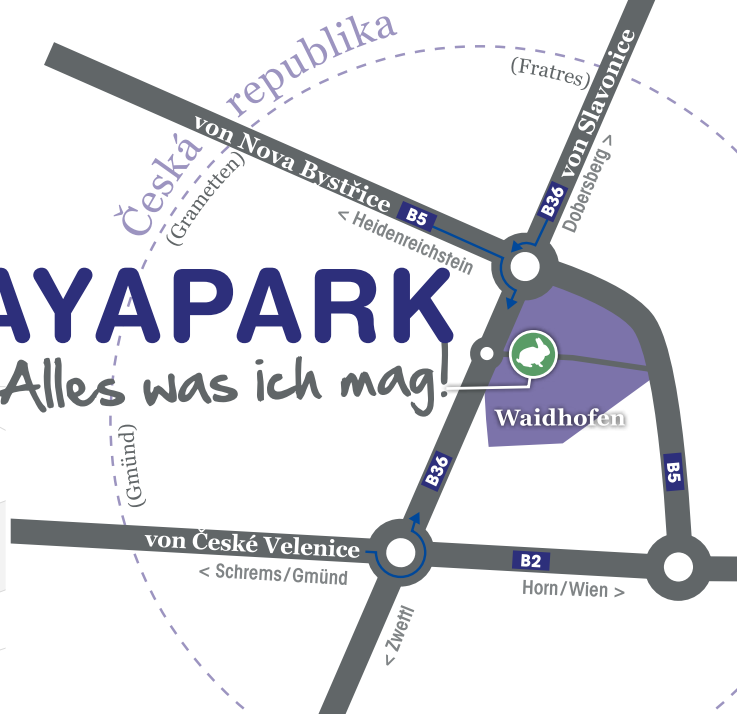 Česká republika
(Fratres)
von Slavonice
B36
Dobersberg >
von Nova Bystřice
B5
< Heidenreichstein
(Grametten)
AYAPARK
Alles was ich mag!
Waidhofen
(Gmünd)
B36
B5
von České Velenice
< Schrems/Gmünd
B2
Horn/Wien >
< Zwettl